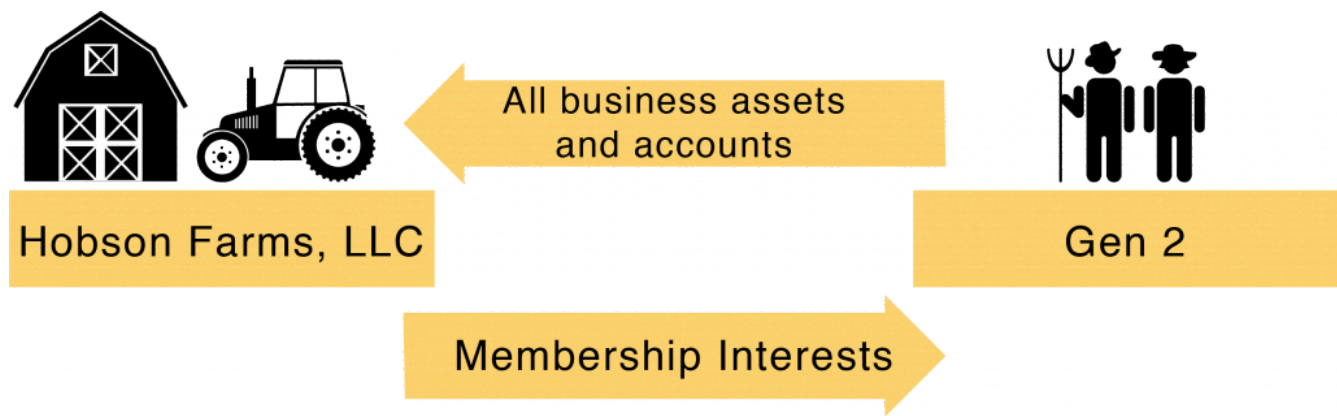 All business assets
and accounts
Hobson Farms, LLC
Gen 2
Membership Interests